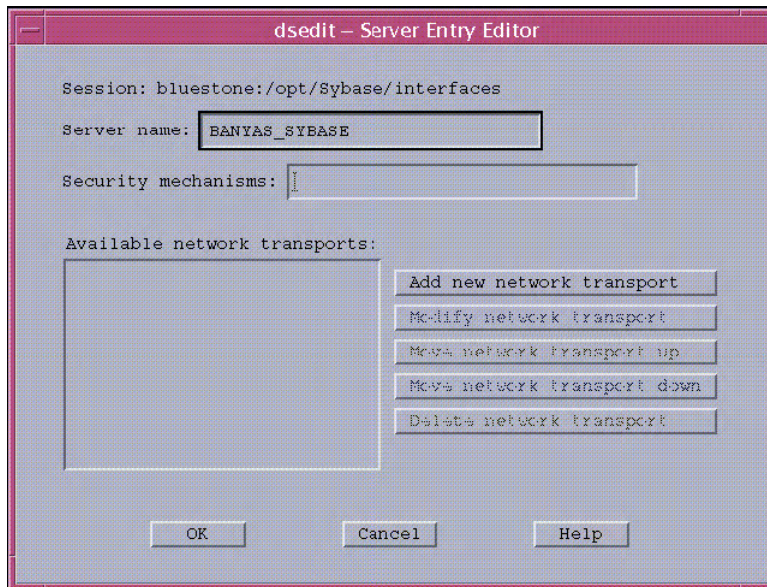 dsedit – Server Entry Editor
Session: bluestone:/opt/Sybase/interfaces
Server name: BANYAS_SYBASE
Security mechanisms:
Available network transports:
Add new network transport
Modify network transport
Move network transport up
Move network transport down
Delete network transport
OK Cancel Help